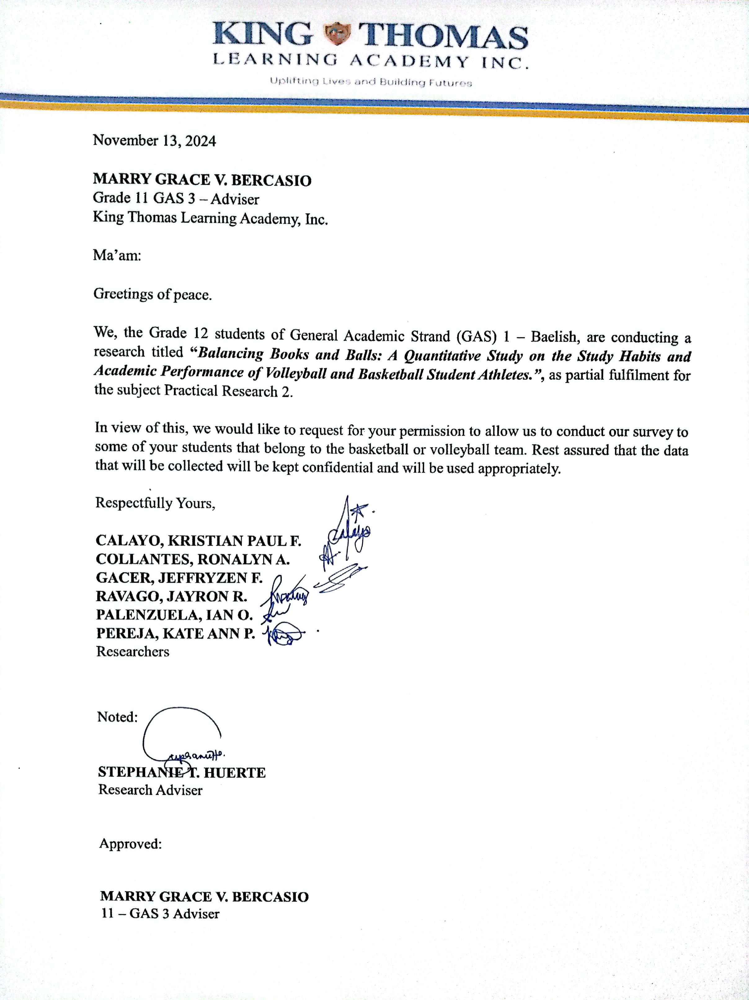 KING THOMAS
LEARNING ACADEMY INC.
Uplifting Lives and Building Futures
November 13, 2024
MARRY GRACE V. BERCASIO
Grade 11 GAS 3 – Adviser
King Thomas Learning Academy, Inc.
Ma’am:
Greetings of peace.
We, the Grade 12 students of General Academic Strand (GAS) 1 – Baelish, are conducting a
research titled “Balancing Books and Balls: A Quantitative Study on the Study Habits and
Academic Performance of Volleyball and Basketball Student Athletes.”, as partial fulfilment for
the subject Practical Research 2.
In view of this, we would like to request for your permission to allow us to conduct our survey to
some of your students that belong to the basketball or volleyball team. Rest assured that the data
that will be collected will be kept confidential and will be used appropriately.
Respectfully Yours,
CALAYO, KRISTIAN PAUL F. Calayo
COLLANTES, RONALYN A.
GACER, JEFFRYZEN F.
RAVAGO, JAYRON R.
PALENZUELA, IAN O.
PEREJA, KATE ANN P.
Researchers
Noted:
STEPHANIE T. HUERTE
Research Adviser
Approved:
MARRY GRACE V. BERCASIO
11 – GAS 3 Adviser